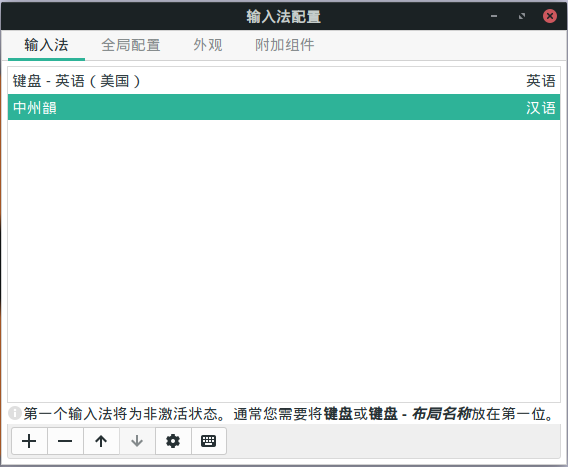 输入法配置
输入法 全局配置 外观 附加组件
键盘 - 英语（美国） 英语
中州韻 汉语
第一个输入法将为非激活状态。通常您需要将键盘或键盘 - 布局名称放在第一位。